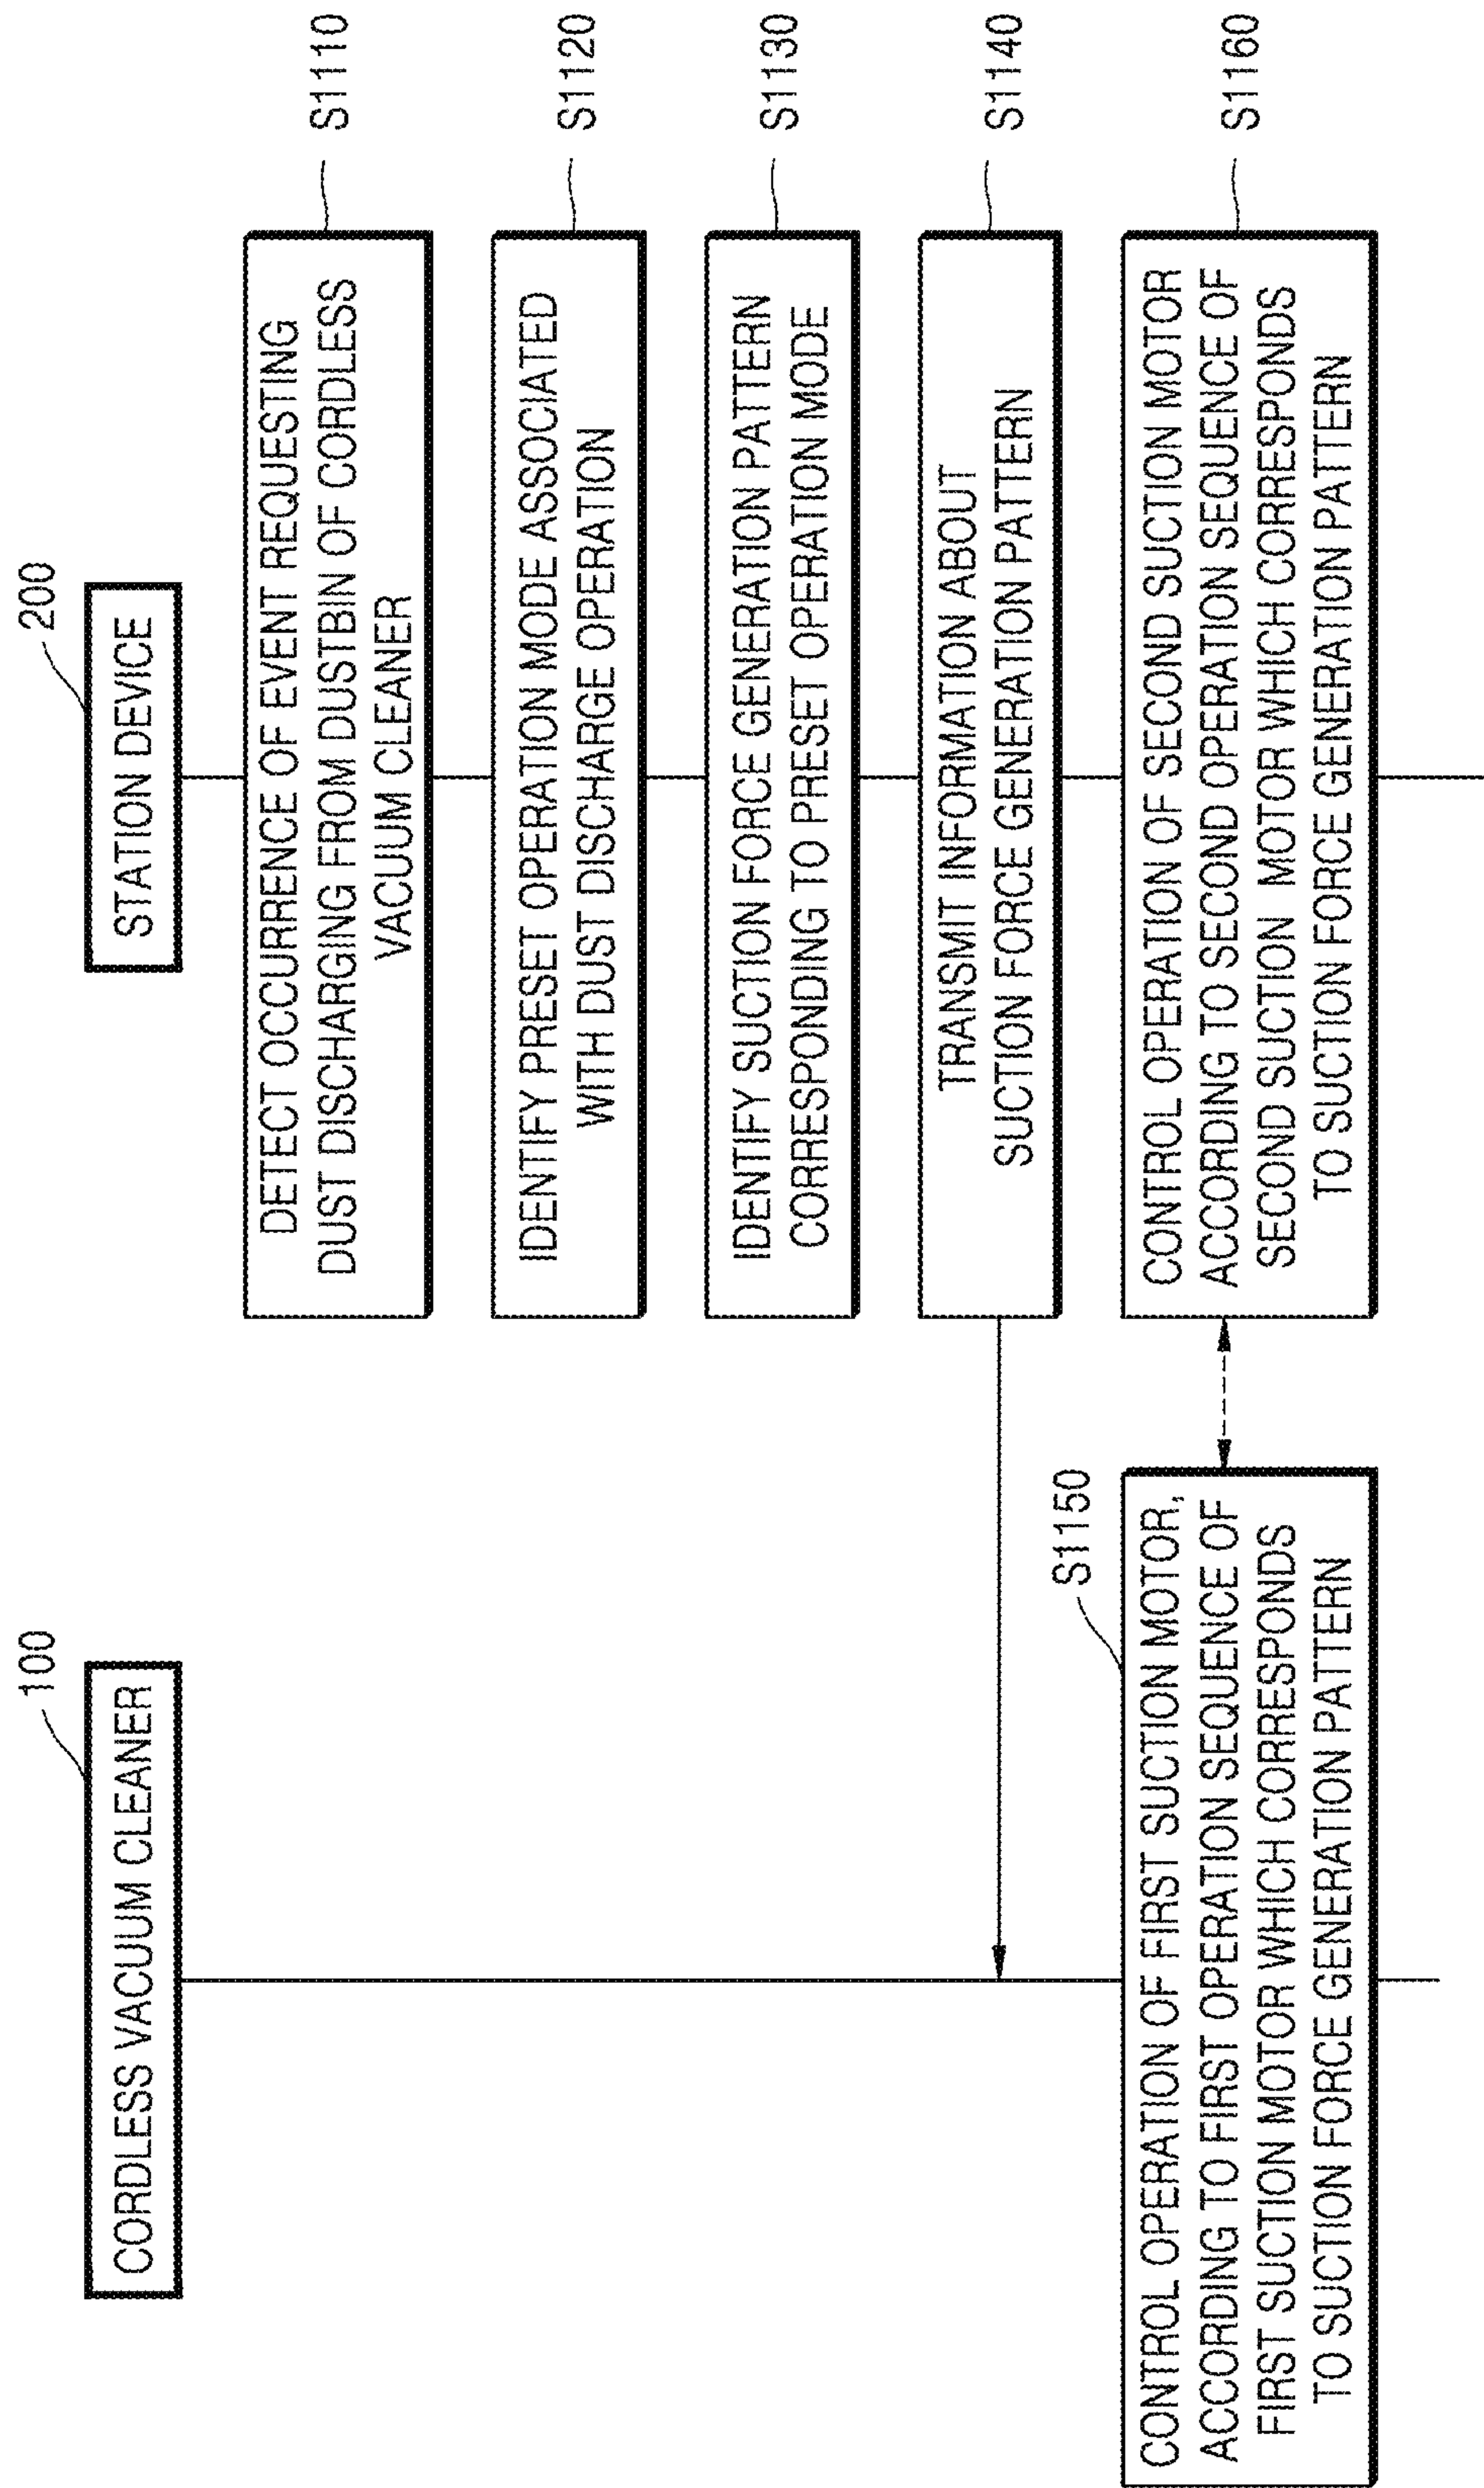 CORDLESS VACUUM CLEANER
100
STATION DEVICE
200
DETECT OCCURRENCE OF EVENT REQUESTING
DUST DISCHARGING FROM DUSTBIN OF CORDLESS
VACUUM CLEANER
S1110
IDENTIFY PRESET OPERATION MODE ASSOCIATED
WITH DUST DISCHARGE OPERATION
S1120
IDENTIFY SUCTION FORCE GENERATION PATTERN
CORRESPONDING TO PRESET OPERATION MODE
S1130
TRANSMIT INFORMATION ABOUT
SUCTION FORCE GENERATION PATTERN
S1140
S1150
CONTROL OPERATION OF FIRST SUCTION MOTOR,
ACCORDING TO FIRST OPERATION SEQUENCE OF
FIRST SUCTION MOTOR WHICH CORRESPONDS
TO SUCTION FORCE GENERATION PATTERN
CONTROL OPERATION OF SECOND SUCTION MOTOR
ACCORDING TO SECOND OPERATION SEQUENCE OF
SECOND SUCTION MOTOR WHICH CORRESPONDS
TO SUCTION FORCE GENERATION PATTERN
S1160